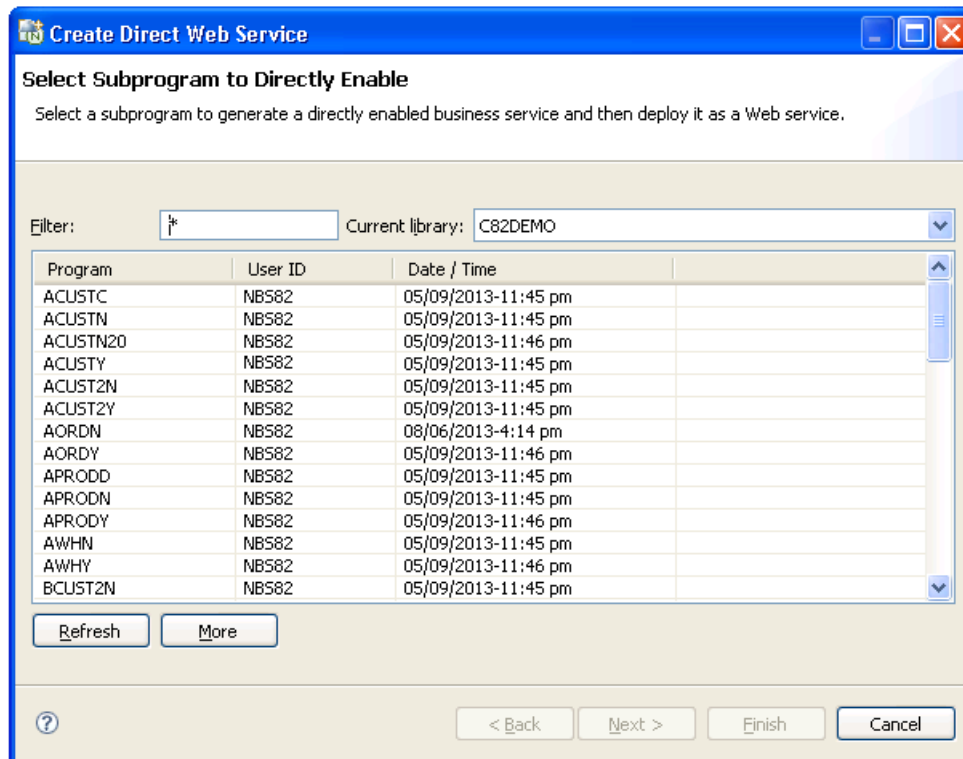 Create Direct Web Service
Select Subprogram to Directly Enable
Select a subprogram to generate a directly enabled business service and then deploy it as a Web service.
Filter: * Current library: C82DEMO
Program User ID Date / Time
ACUSTC NBS82 05/09/2013-11:45 pm
ACUSTN NBS82 05/09/2013-11:45 pm
ACUSTN20 NBS82 05/09/2013-11:46 pm
ACUSTY NBS82 05/09/2013-11:45 pm
ACUST2N NBS82 05/09/2013-11:45 pm
ACUST2Y NBS82 05/09/2013-11:45 pm
AORDN NBS82 08/06/2013-4:14 pm
AORDY NBS82 05/09/2013-11:46 pm
APRODD NBS82 05/09/2013-11:45 pm
APRODN NBS82 05/09/2013-11:45 pm
APRODY NBS82 05/09/2013-11:46 pm
AWHN NBS82 05/09/2013-11:45 pm
AWHY NBS82 05/09/2013-11:46 pm
BCUST2N NBS82 05/09/2013-11:45 pm
Refresh More
? < Back Next > Finish Cancel